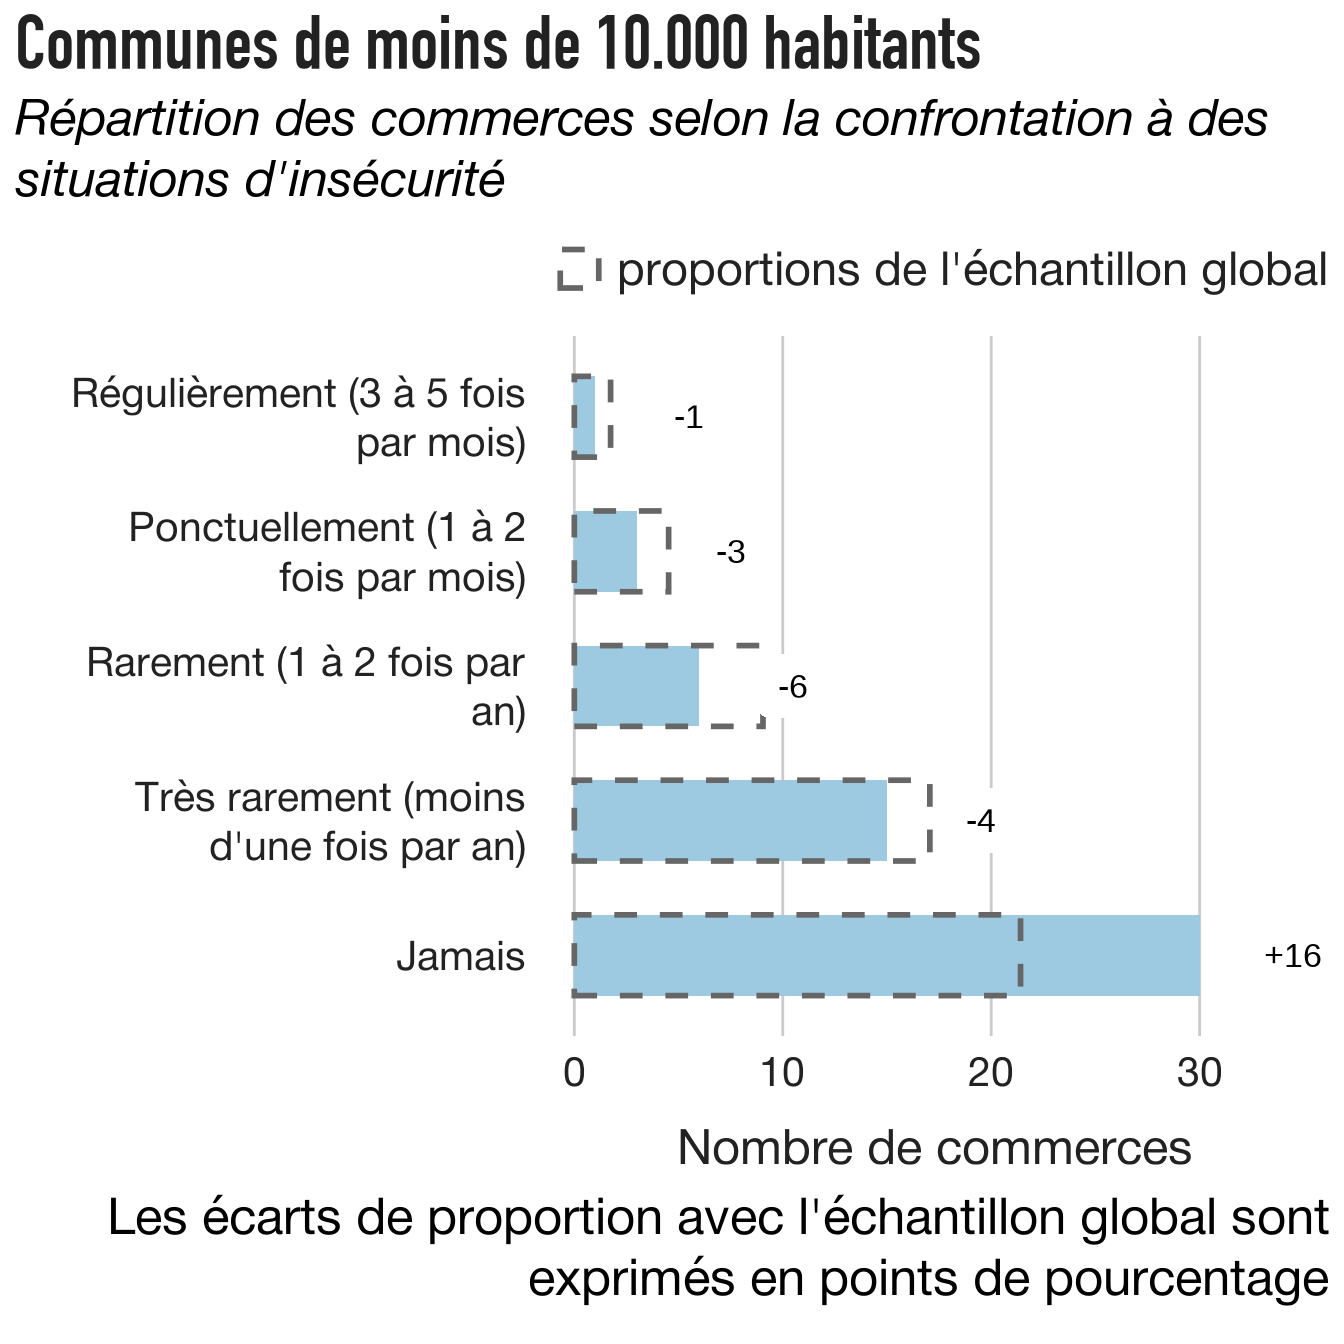 Communes de moins de 10.000 habitants
Répartition des commerces selon la confrontation à des
situations d'insécurité
proportions de l'échantillon global
Régulièrement (3 à 5 fois
par mois)
-1
Ponctuellement (1 à 2
fois par mois)
-3
Rarement (1 à 2 fois par
an)
-6
Très rarement (moins
d'une fois par an)
-4
Jamais
+16
0 10 20 30
Nombre de commerces
Les écarts de proportion avec l'échantillon global sont
exprimés en points de pourcentage